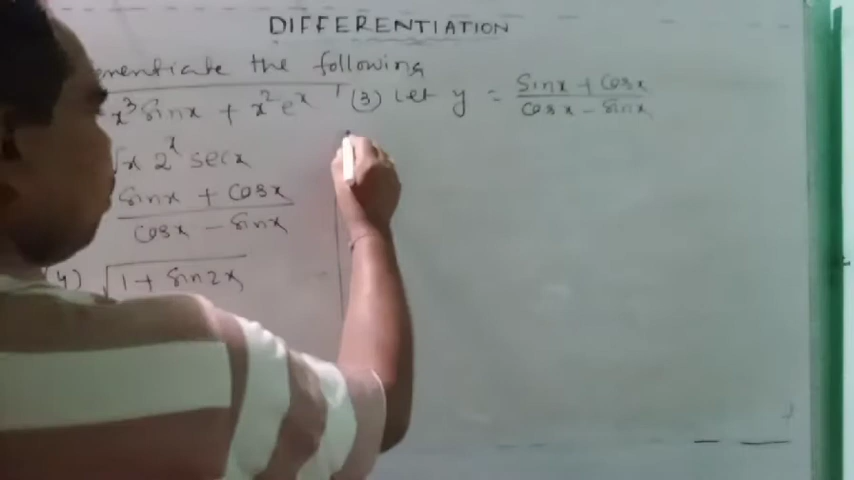 DIFFERENTIATION
the following
x³ sinx + x² eˣ
√x 2ˣ secx
sinx + cosx
cosx - sinx
4) √1 + sin2x
(3) Let y = sinx + cosx
cosx - sinx